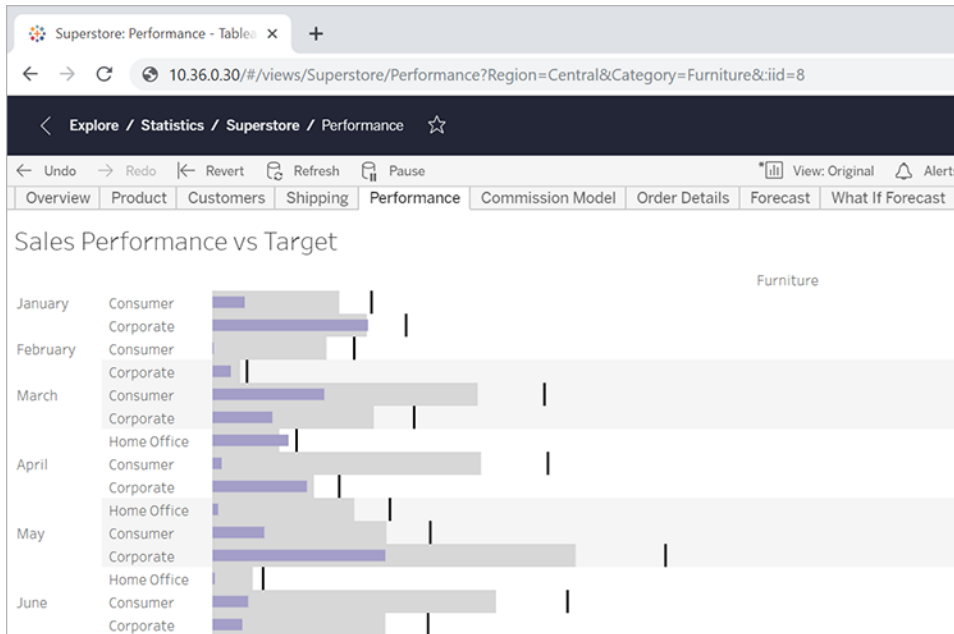 Superstore: Performance - Tablea
10.36.0.30/#/views/Superstore/Performance?Region=Central&Category=Furniture&:iid=8
Explore / Statistics / Superstore / Performance
Undo Redo Revert Refresh Pause View: Original Alerts
Overview Product Customers Shipping Performance Commission Model Order Details Forecast What If Forecast
Sales Performance vs Target
Furniture
January Consumer
Corporate
February Consumer
Corporate
March Consumer
Corporate
Home Office
April Consumer
Corporate
Home Office
May Consumer
Corporate
Home Office
June Consumer
Corporate